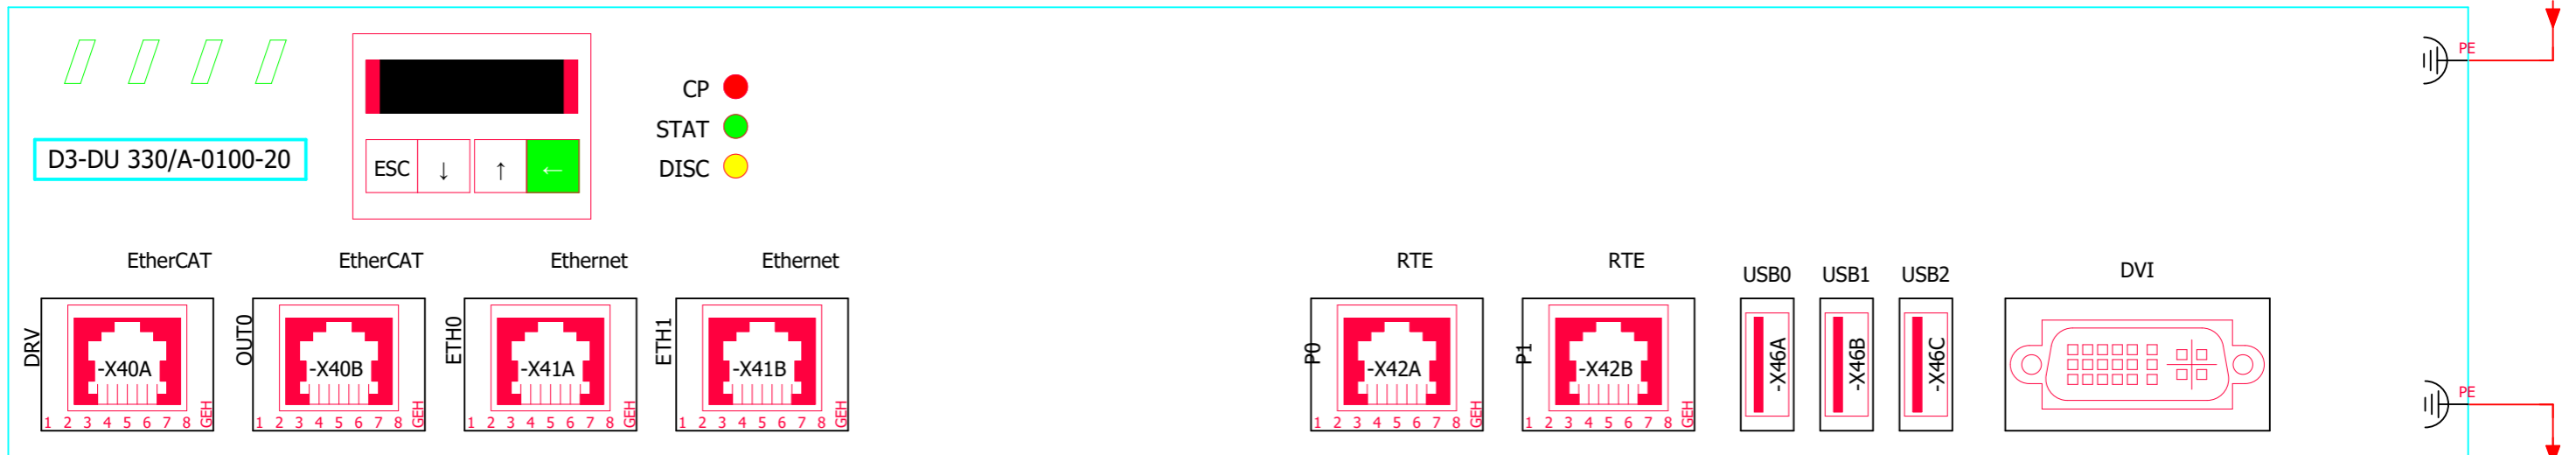 PE
CP
STAT
D3-DU 330/A-0100-20
ESC ↓ ↑ ←
DISC
EtherCAT EtherCAT Ethernet Ethernet RTE RTE USB0 USB1 USB2 DVI
DRV -X40A OUT0 -X40B ETH0 -X41A ETH1 -X41B P0 -X42A P1 -X42B -X46A -X46B -X46C
PE
1 2 3 4 5 6 7 8 GEH 1 2 3 4 5 6 7 8 GEH 1 2 3 4 5 6 7 8 GEH 1 2 3 4 5 6 7 8 GEH 1 2 3 4 5 6 7 8 GEH 1 2 3 4 5 6 7 8 GEH